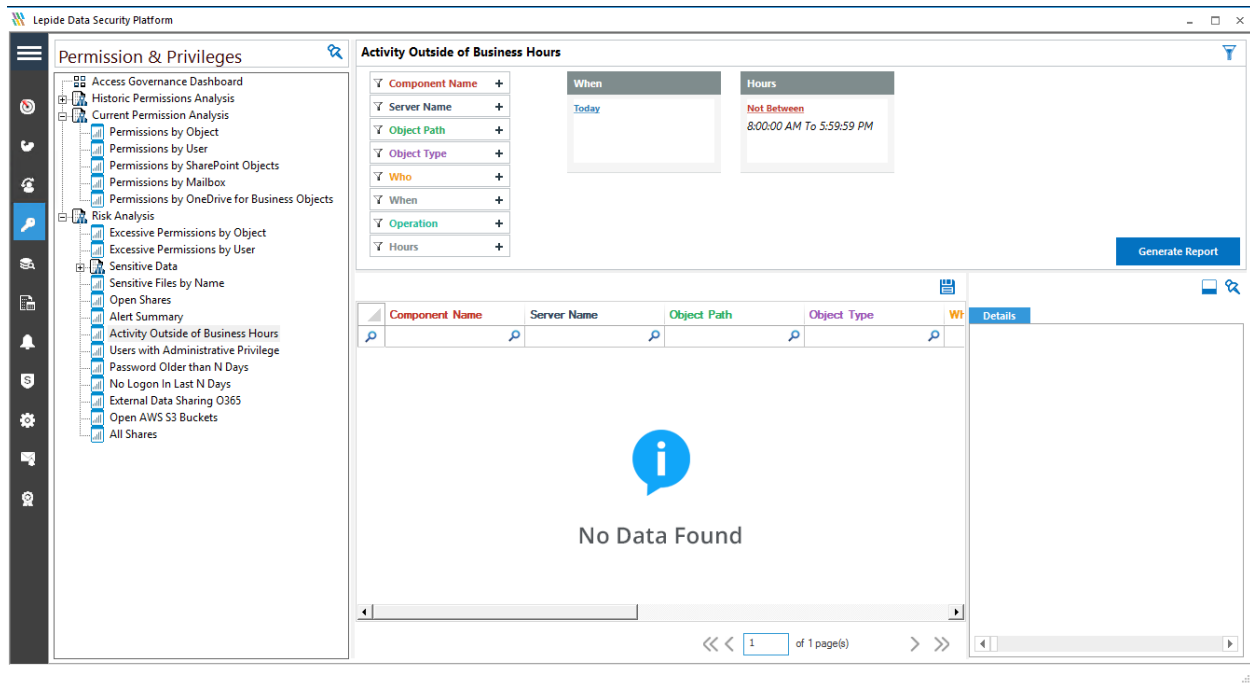 Lepide Data Security Platform
Permission & Privileges
Access Governance Dashboard
Historic Permissions Analysis
Current Permission Analysis
Permissions by Object
Permissions by User
Permissions by SharePoint Objects
Permissions by Mailbox
Permissions by OneDrive for Business Objects
Risk Analysis
Excessive Permissions by Object
Excessive Permissions by User
Sensitive Data
Sensitive Files by Name
Open Shares
Alert Summary
Activity Outside of Business Hours
Users with Administrative Privilege
Password Older than N Days
No Logon In Last N Days
External Data Sharing O365
Open AWS S3 Buckets
All Shares
Activity Outside of Business Hours
Component Name +
Server Name +
Object Path +
Object Type +
Who +
When +
Operation +
Hours +
When
Today
Hours
Not Between
8:00:00 AM To 5:59:59 PM
Generate Report
Component Name Server Name Object Path Object Type Wh
No Data Found
1 of 1 page(s)
Details